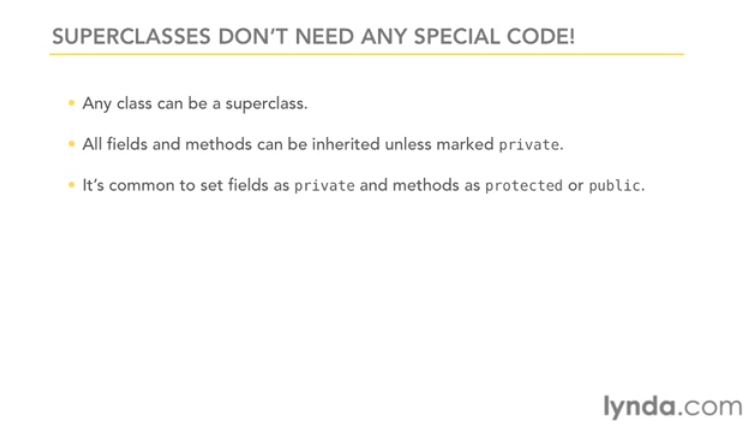 SUPERCLASSES DON'T NEED ANY SPECIAL CODE!
• Any class can be a superclass.
• All fields and methods can be inherited unless marked private.
• It's common to set fields as private and methods as protected or public.
lynda.com